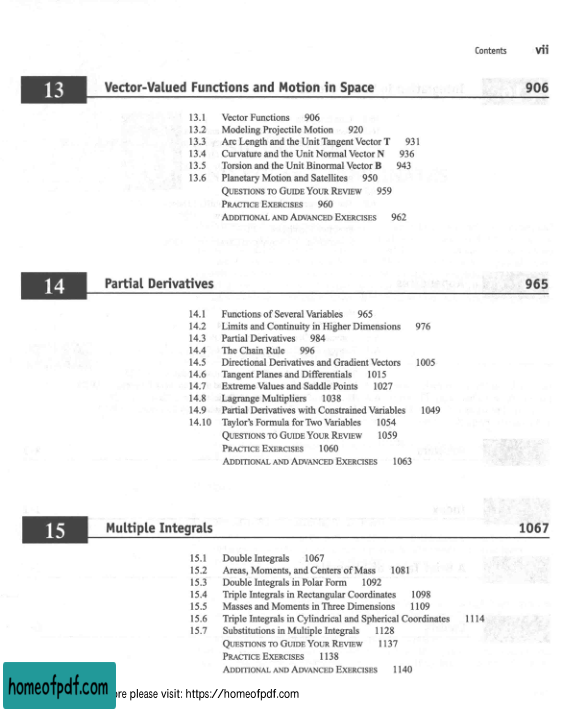 Contents vii
13 Vector-Valued Functions and Motion in Space 906
13.1 Vector Functions 906
13.2 Modeling Projectile Motion 920
13.3 Arc Length and the Unit Tangent Vector T 931
13.4 Curvature and the Unit Normal Vector N 936
13.5 Torsion and the Unit Binormal Vector B 943
13.6 Planetary Motion and Satellites 950
QUESTIONS TO GUIDE YOUR REVIEW 959
PRACTICE EXERCISES 960
ADDITIONAL AND ADVANCED EXERCISES 962
14 Partial Derivatives 965
14.1 Functions of Several Variables 965
14.2 Limits and Continuity in Higher Dimensions 976
14.3 Partial Derivatives 984
14.4 The Chain Rule 996
14.5 Directional Derivatives and Gradient Vectors 1005
14.6 Tangent Planes and Differentials 1015
14.7 Extreme Values and Saddle Points 1027
14.8 Lagrange Multipliers 1038
14.9 Partial Derivatives with Constrained Variables 1049
14.10 Taylor's Formula for Two Variables 1054
QUESTIONS TO GUIDE YOUR REVIEW 1059
PRACTICE EXERCISES 1060
ADDITIONAL AND ADVANCED EXERCISES 1063
15 Multiple Integrals 1067
15.1 Double Integrals 1067
15.2 Areas, Moments, and Centers of Mass 1081
15.3 Double Integrals in Polar Form 1092
15.4 Triple Integrals in Rectangular Coordinates 1098
15.5 Masses and Moments in Three Dimensions 1109
15.6 Triple Integrals in Cylindrical and Spherical Coordinates 1114
15.7 Substitutions in Multiple Integrals 1128
QUESTIONS TO GUIDE YOUR REVIEW 1137
PRACTICE EXERCISES 1138
ADDITIONAL AND ADVANCED EXERCISES 1140
homeofpdf.com re please visit: https://homeofpdf.com